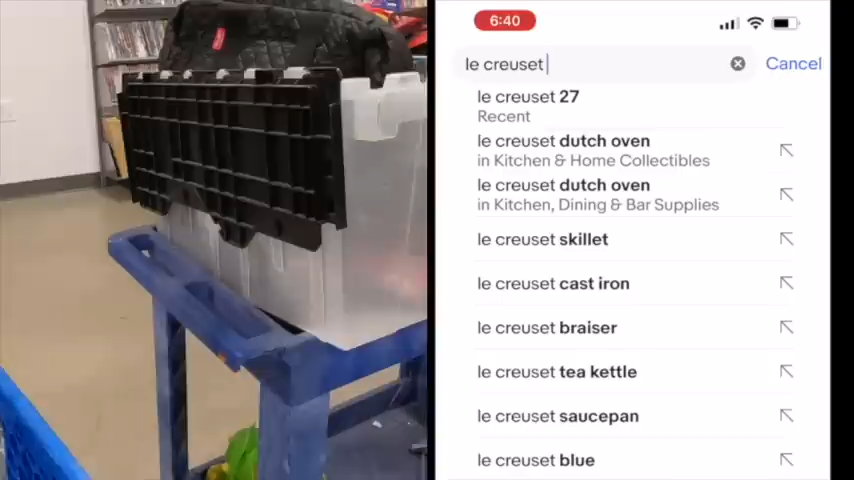 6:40
le creuset
Cancel
le creuset 27
Recent
le creuset dutch oven
in Kitchen & Home Collectibles
le creuset dutch oven
in Kitchen, Dining & Bar Supplies
le creuset skillet
le creuset cast iron
le creuset braiser
le creuset tea kettle
le creuset saucepan
le creuset blue